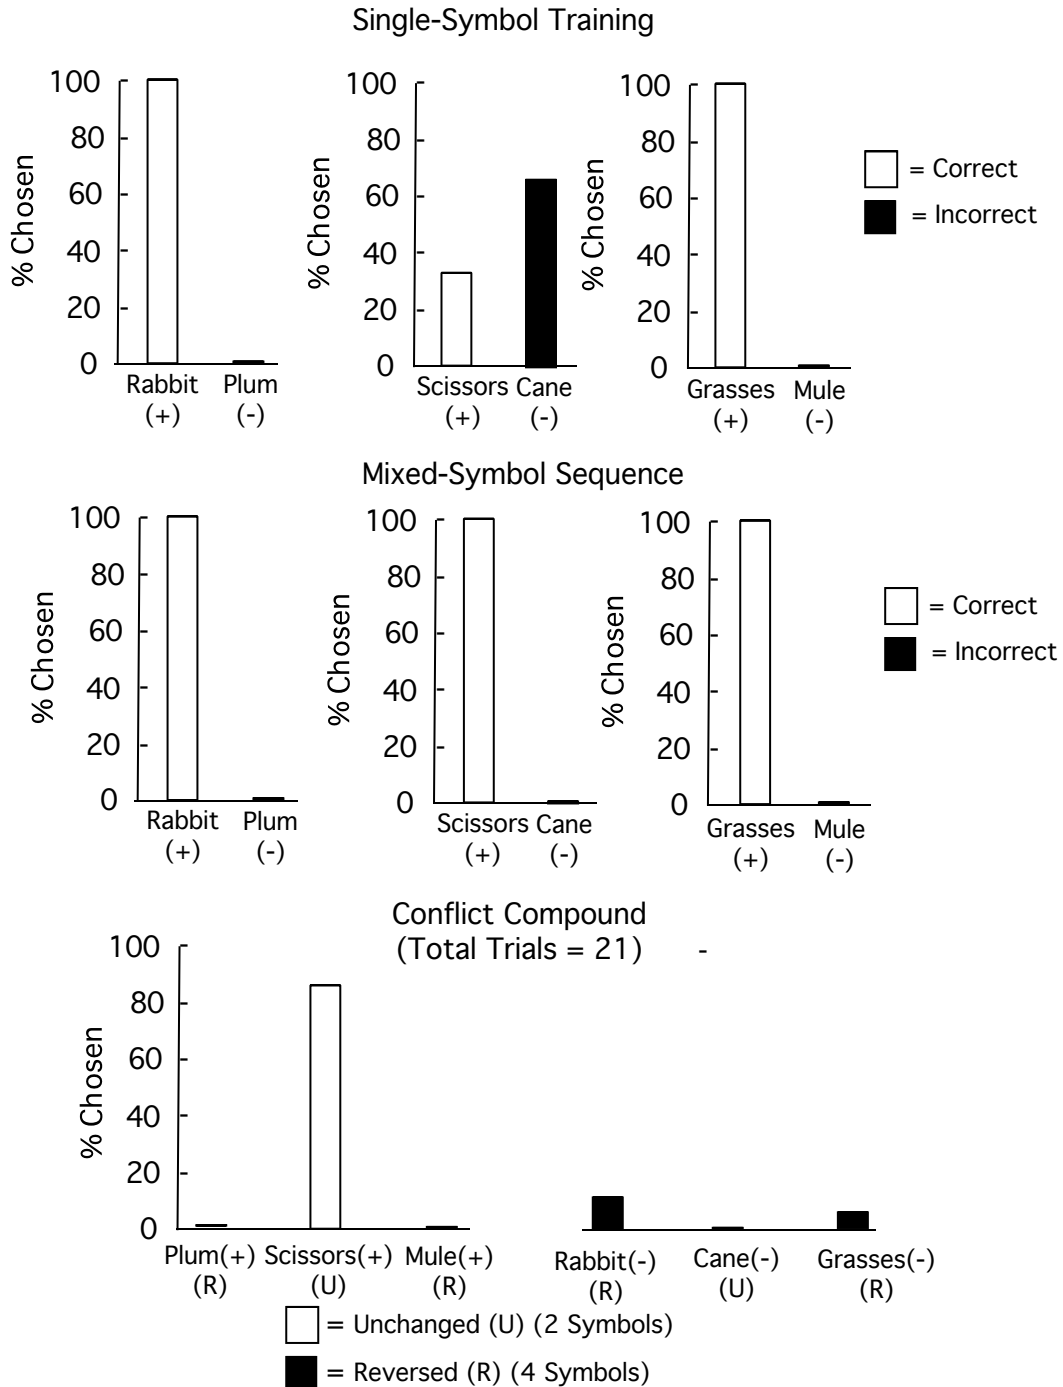 Single-Symbol Training
% Chosen
100
80
60
40
20
0
Rabbit Plum
(+) (-)
% Chosen
100
80
60
40
20
0
Scissors Cane
(+) (-)
% Chosen
100
80
60
40
20
0
Grasses Mule
(+) (-)
= Correct
= Incorrect
Mixed-Symbol Sequence
% Chosen
100
80
60
40
20
0
Rabbit Plum
(+) (-)
% Chosen
100
80
60
40
20
0
Scissors Cane
(+) (-)
% Chosen
100
80
60
40
20
0
Grasses Mule
(+) (-)
= Correct
= Incorrect
Conflict Compound
(Total Trials = 21) -
% Chosen
100
80
60
40
20
0
Plum(+) Scissors(+) Mule(+)
(R) (U) (R)
Rabbit(-) Cane(-) Grasses(-)
(R) (U) (R)
= Unchanged (U) (2 Symbols)
= Reversed (R) (4 Symbols)